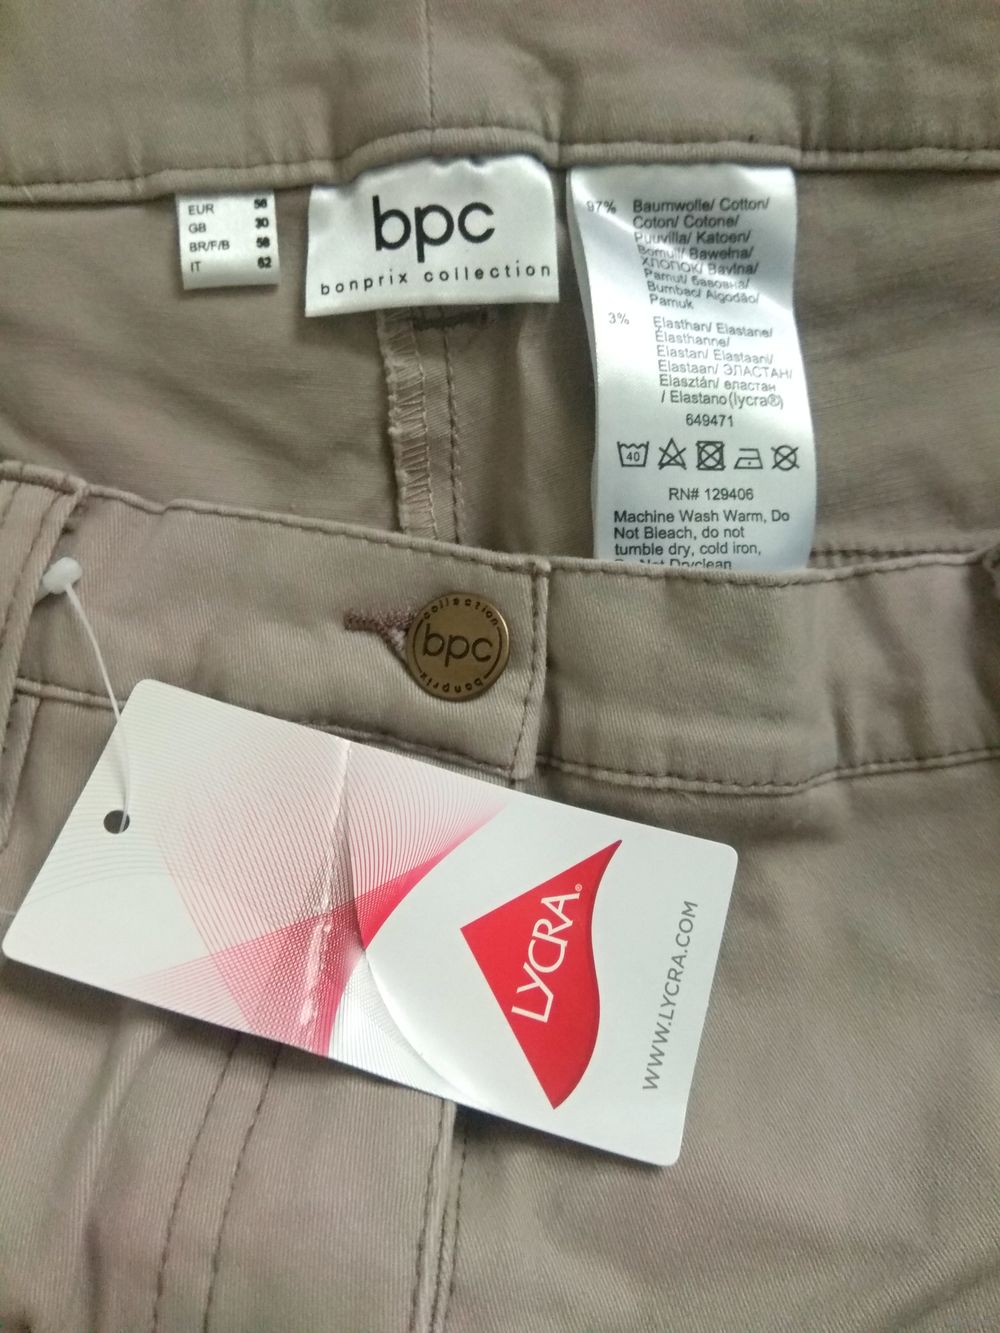 EUR 56
GB 30
BR/F/B 58
IT 62
bpc
bonprix collection
97% Baumwolle/ Cotton/
Coton/ Cotone/
Puuvilla/ Katoen/
Bomull/ Bawełna/
ХЛОПОК/ Bavlna/
Pamut/ бавовна/
Bumbac/ Algodão/
Pamuk
3% Elasthan/ Elastane/
Élasthanne/
Elastan/ Elastaani/
Elastaan/ ЭЛАСТАН/
Elasztán/ еластан
/ Elastano(lycra®)
649471
40
RN# 129406
Machine Wash Warm, Do
Not Bleach, do not
tumble dry, cold iron,
Do Not Dryclean
collection
bpc
bonprix
LYCRA®
WWW.LYCRA.COM